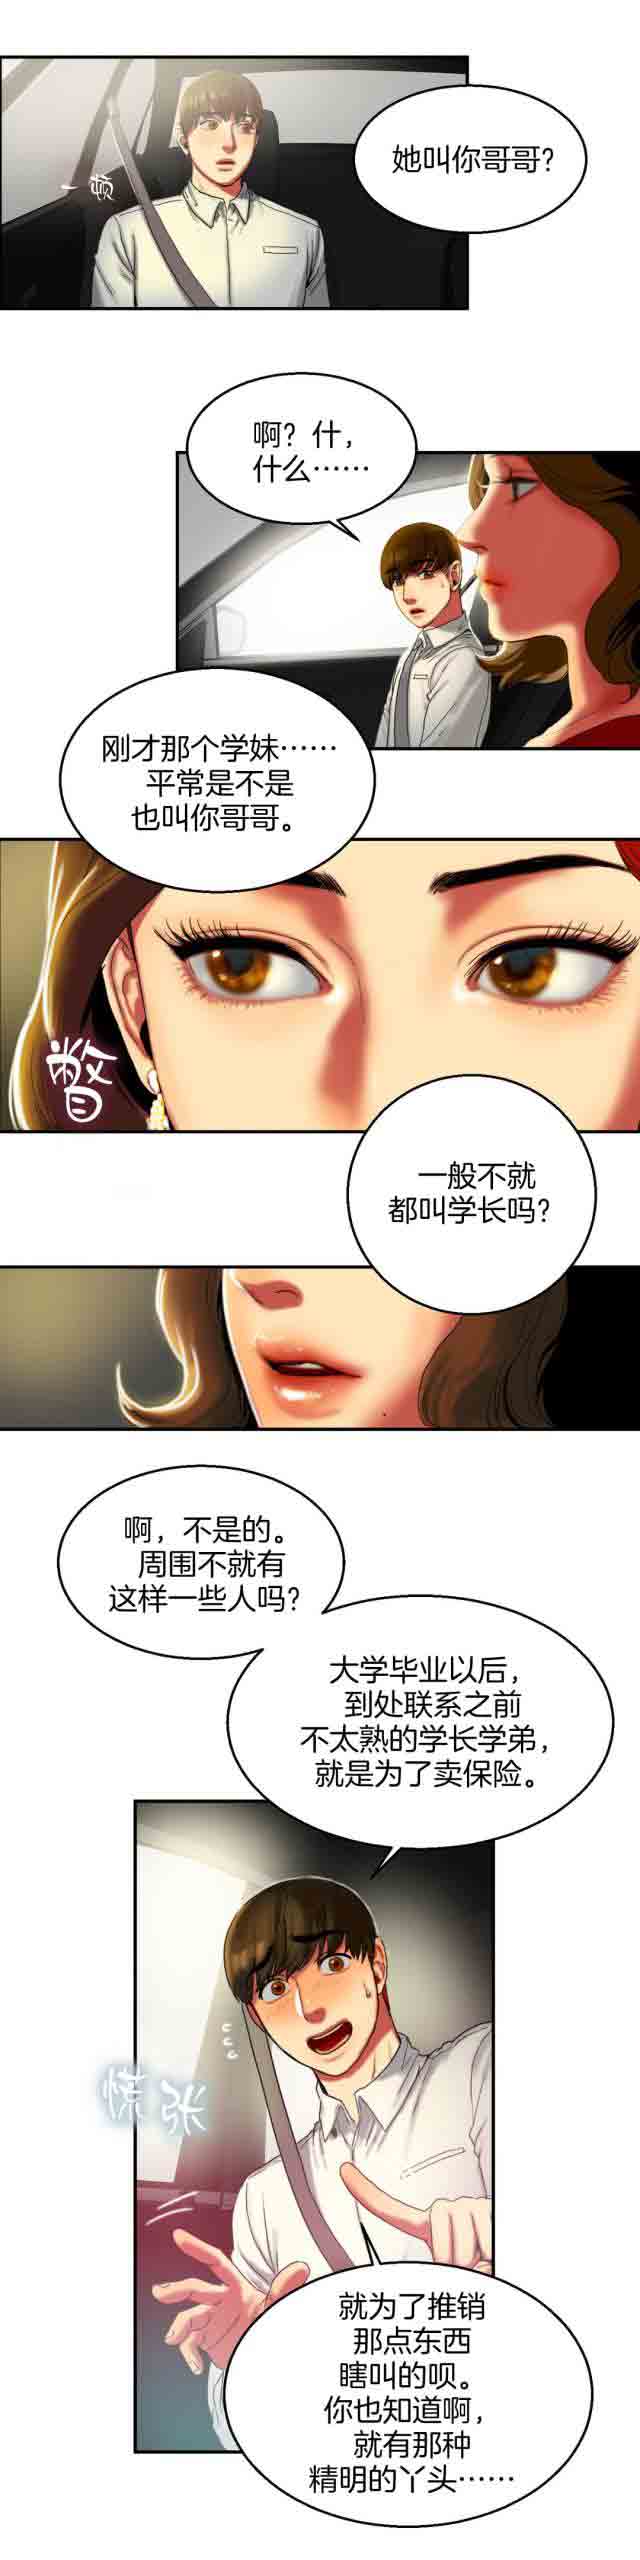 她叫你哥哥?
一顿
啊?什,
什么……
刚才那个学妹……
平常是不是
也叫你哥哥。
瞥
一般不就
都叫学长吗?
啊,不是的。
周围不就有
这样一些人吗?
大学毕业以后,
到处联系之前
不太熟的学长学弟,
就是为了卖保险。
慌张
就为了推销
那点东西
瞎叫的呗。
你也知道啊,
就有那种
精明的丫头……